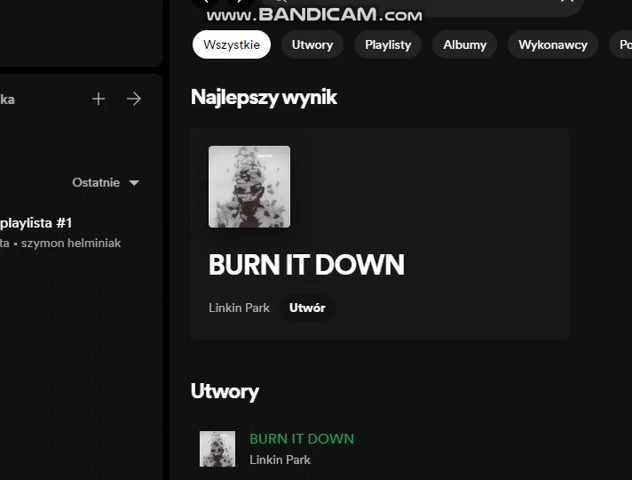 www.BANDICAM.com
Wszystkie Utwory Playlisty Albumy Wykonawcy Po
ka
Najlepszy wynik
Ostatnie
playlista #1
ta • szymon helminiak
BURN IT DOWN
Linkin Park Utwór
Utwory
BURN IT DOWN
Linkin Park